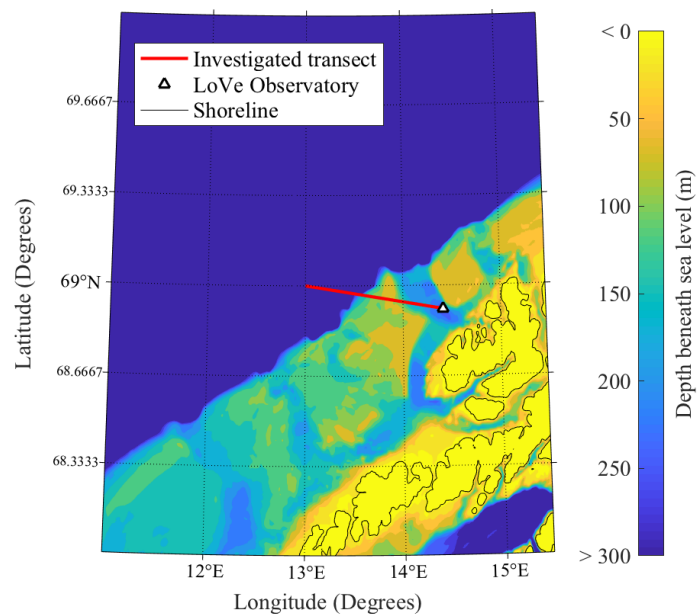 Investigated transect
LoVe Observatory
Shoreline
69.6667
69.3333
69°N
68.6667
68.3333
Latitude (Degrees)
12°E
13°E
14°E
15°E
Longitude (Degrees)
< 0
50
100
150
200
250
> 300
Depth beneath sea level (m)